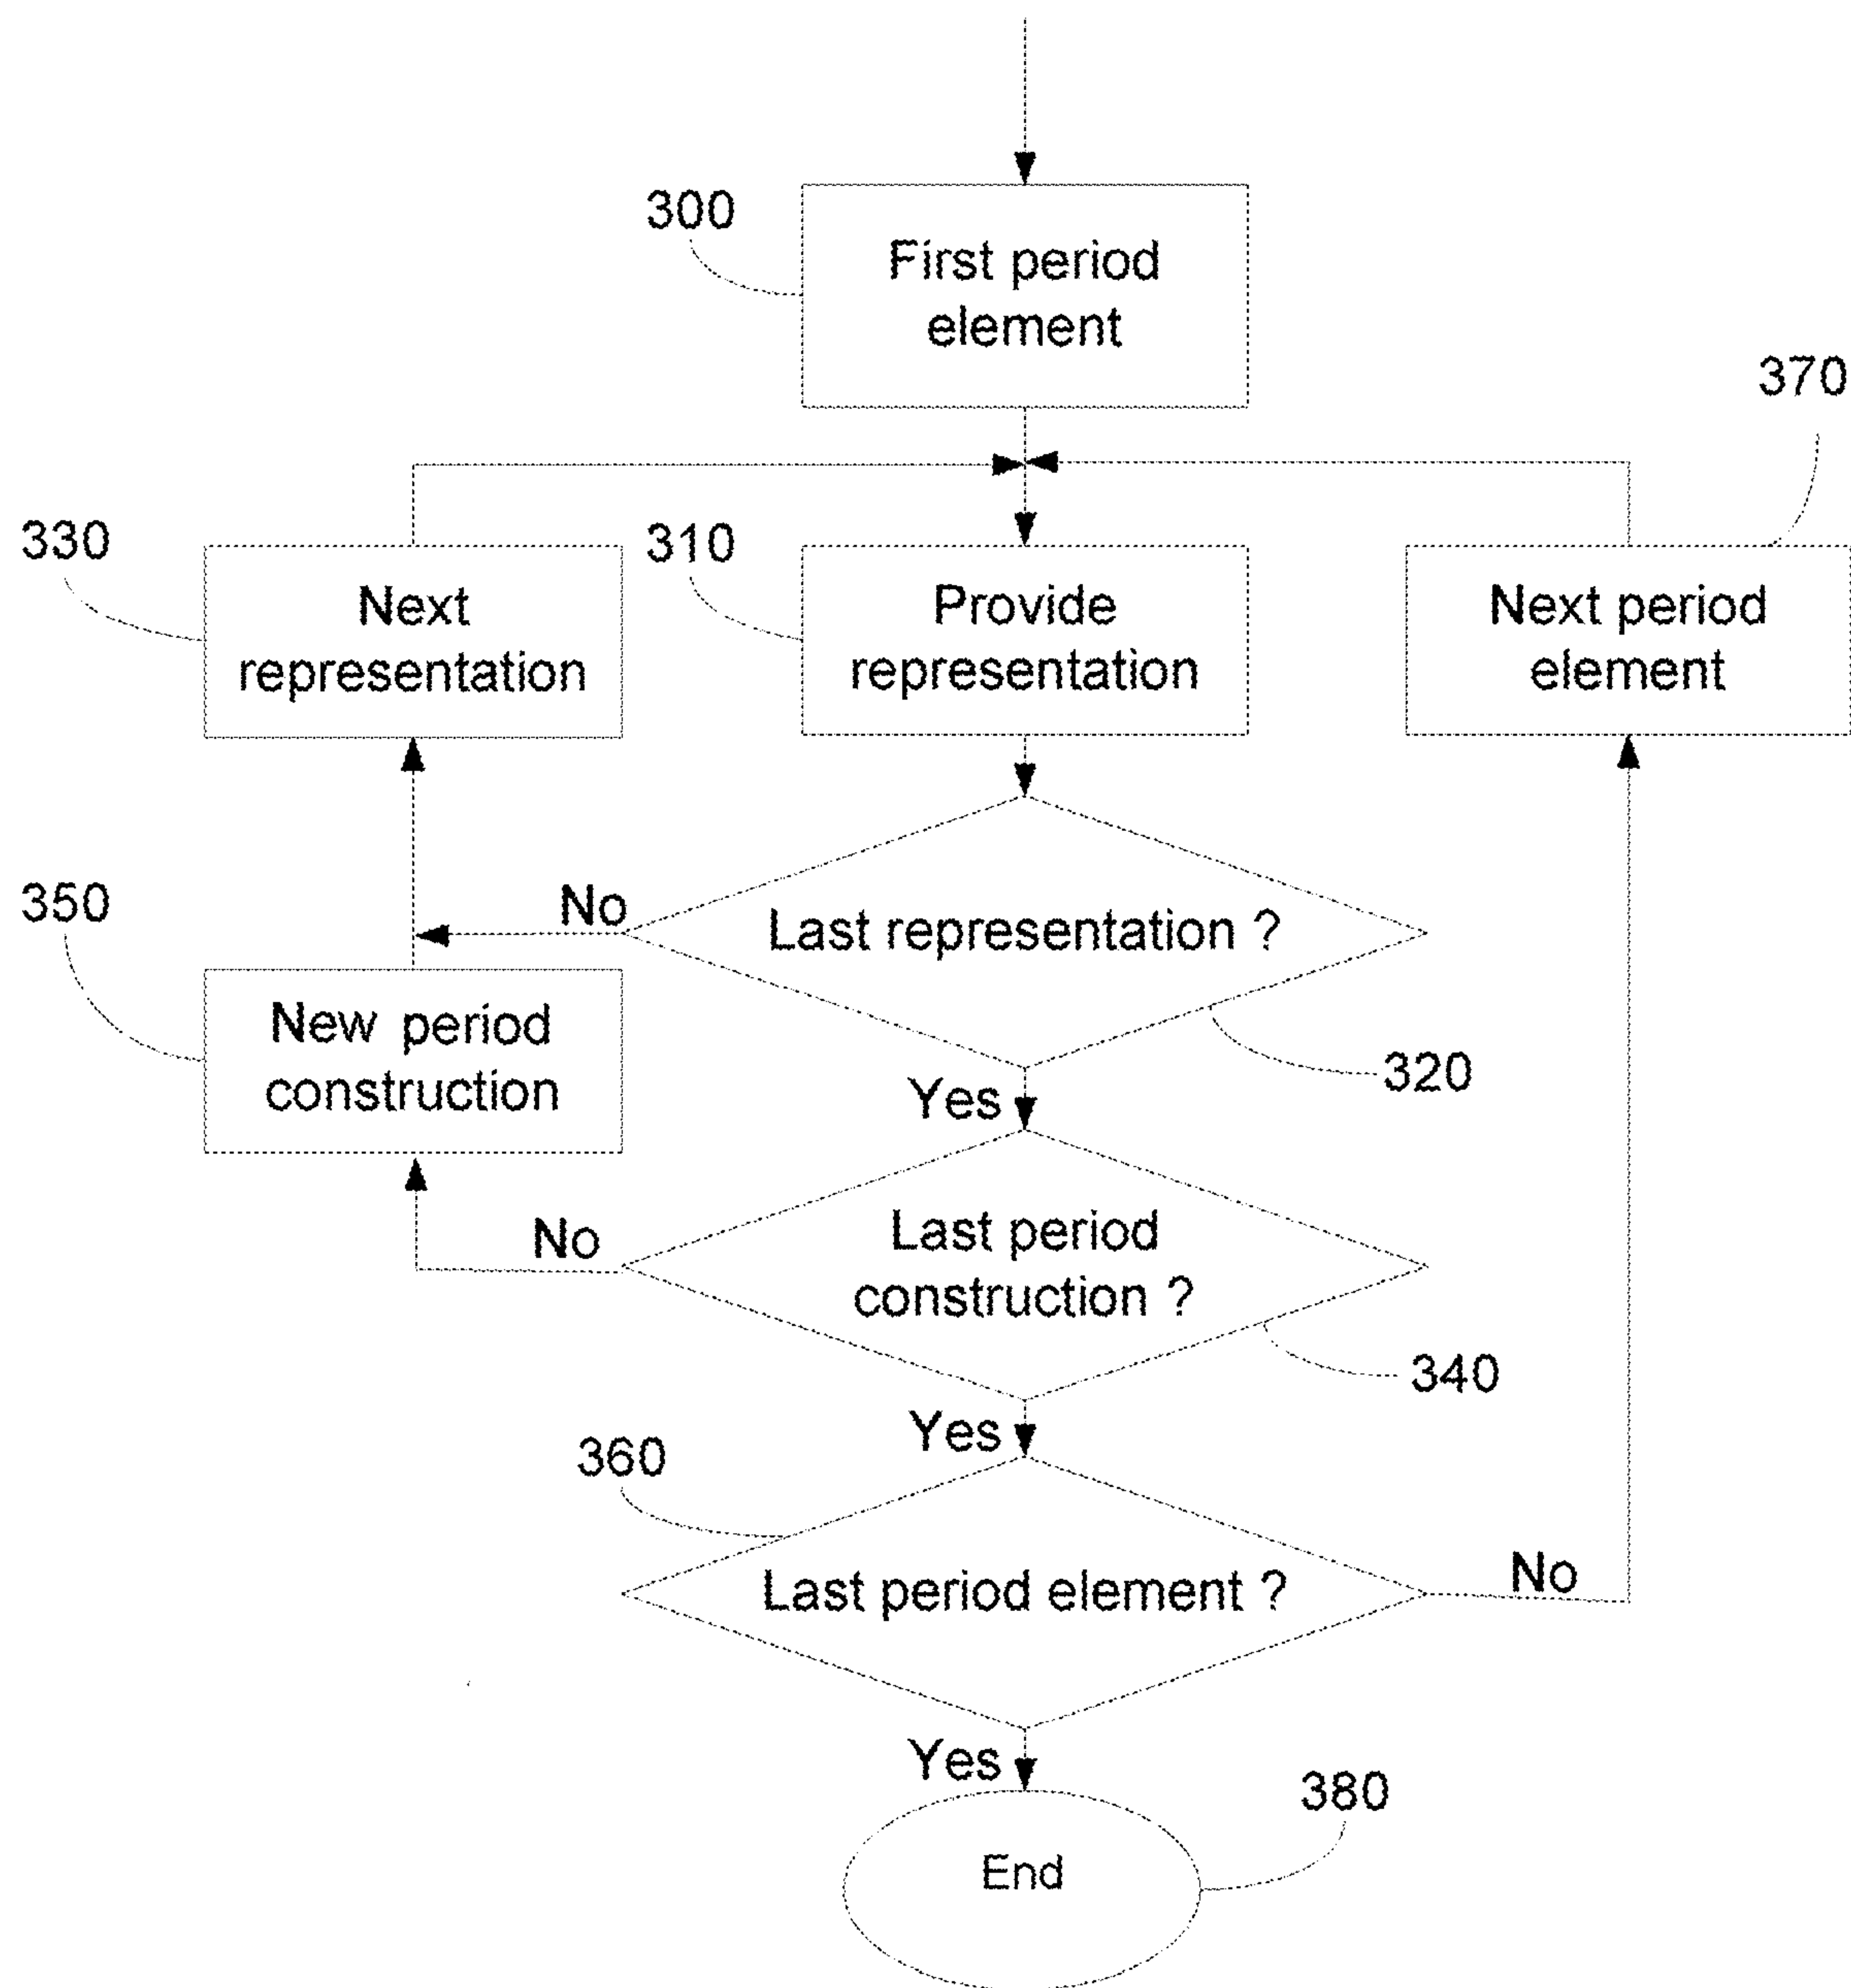 300
First period
element
370
330
310
Next
representation
Provide
representation
Next period
element
350
No
Last representation ?
New period
construction
320
Yes
No
Last period
construction ?
340
Yes
360
Last period element ?
No
Yes
380
End